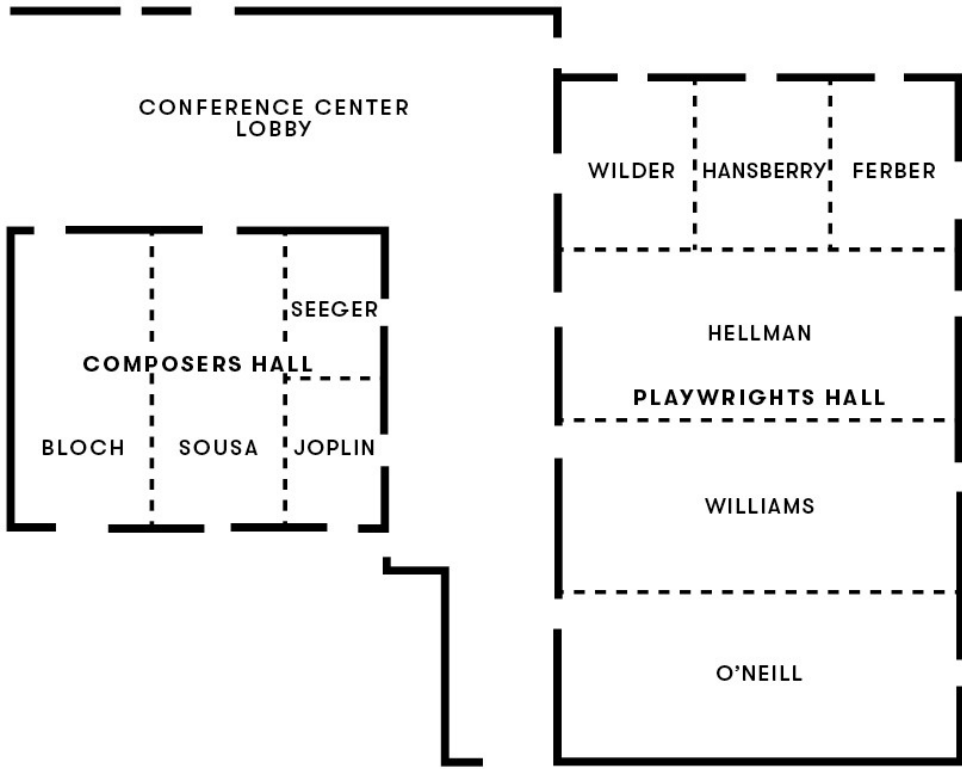 CONFERENCE CENTER
LOBBY
WILDER
HANSBERRY
FERBER
SEEGER
HELLMAN
COMPOSERS HALL
PLAYWRIGHTS HALL
BLOCH
SOUSA
JOPLIN
WILLIAMS
O’NEILL